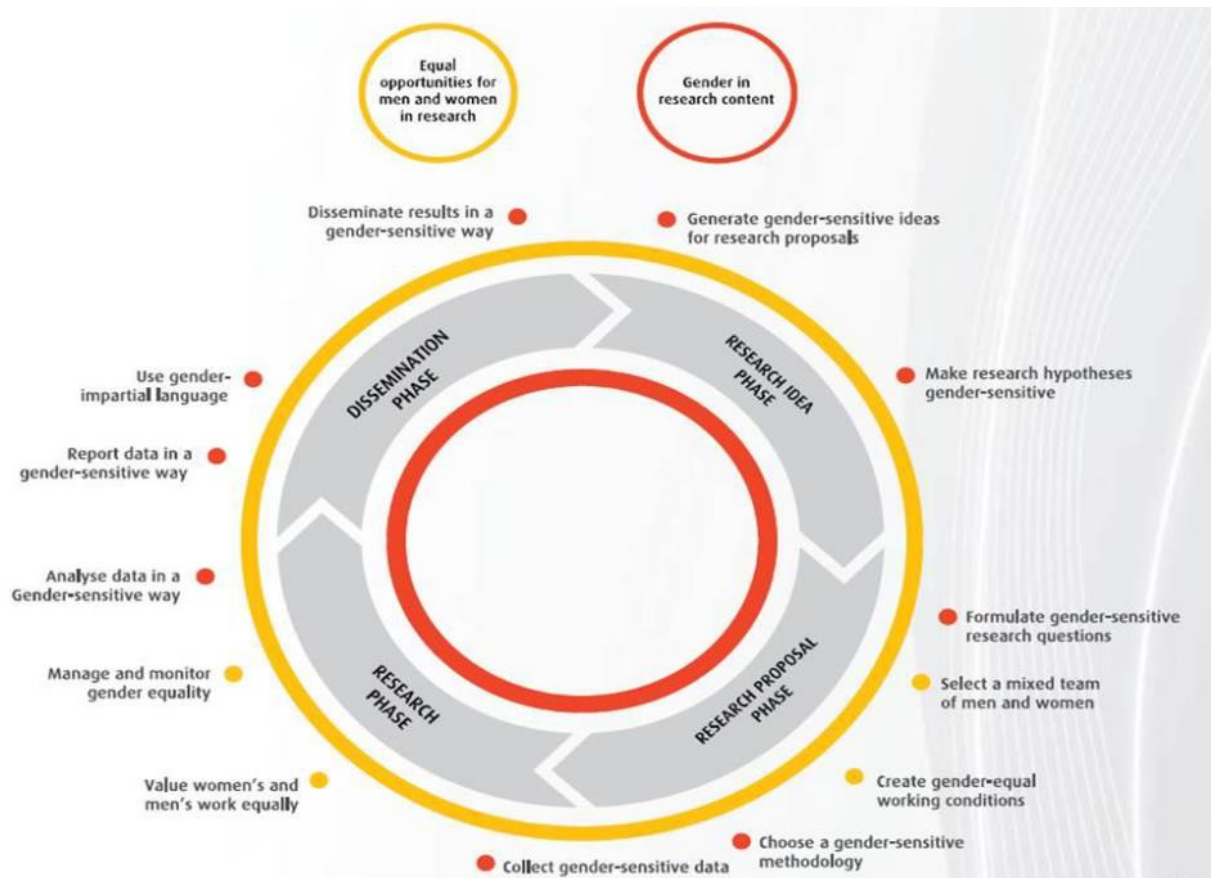 Equal
opportunities for
men and women
in research
Gender in
research content
Disseminate results in a
gender-sensitive way
Generate gender-sensitive ideas
for research proposals
DISSEMINATION
PHASE
RESEARCH IDEA
PHASE
Use gender-
impartial language
Make research hypotheses
gender-sensitive
Report data in a
gender-sensitive way
Analyse data in a
Gender-sensitive way
Formulate gender-sensitive
research questions
Manage and monitor
gender equality
Select a mixed team
of men and women
RESEARCH
PHASE
RESEARCH PROPOSAL
PHASE
Value women's and
men's work equally
Create gender-equal
working conditions
Choose a gender-sensitive
methodology
Collect gender-sensitive data